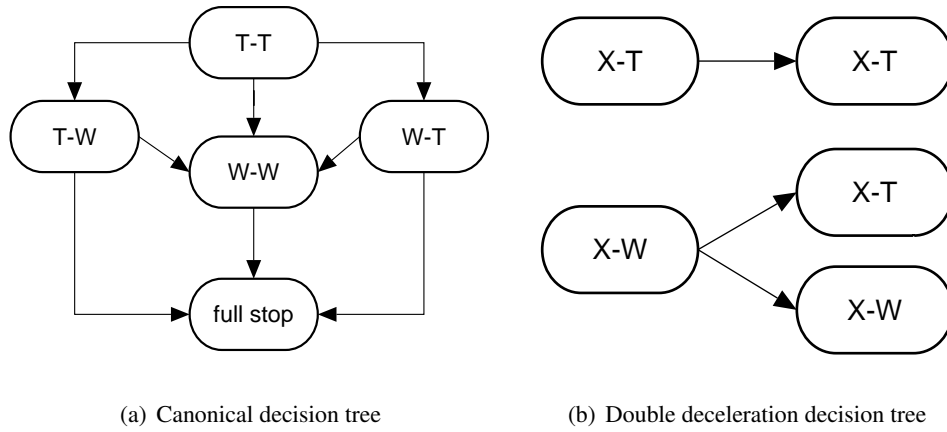 T-T
T-W
W-T
W-W
full stop
(a) Canonical decision tree
X-T
X-T
X-W
X-T
X-W
(b) Double deceleration decision tree